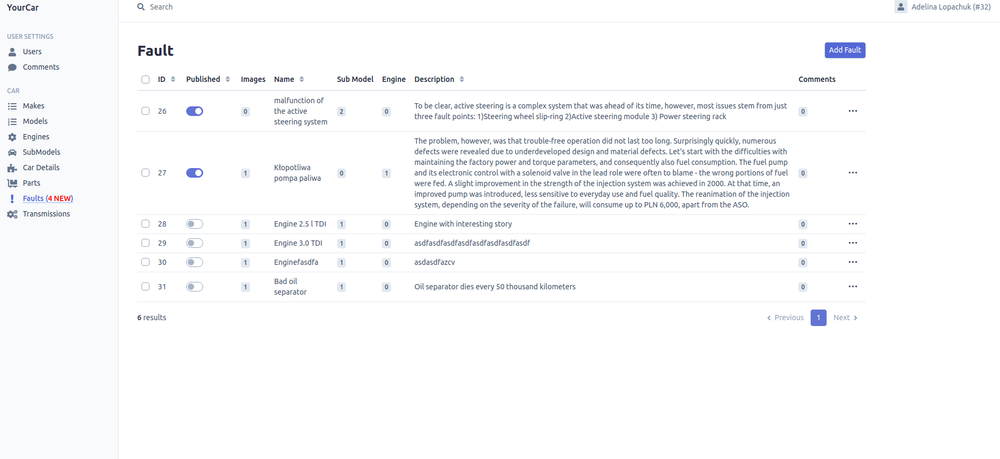 YourCar
Search
Adelina Lopachuk (#32)
USER SETTINGS
Users
Comments
CAR
Makes
Models
Engines
SubModels
Car Details
Parts
Faults (4 NEW)
Transmissions
Fault
Add Fault
ID Published Images Name Sub Model Engine Description Comments
26 0 malfunction of the active steering system 2 0 To be clear, active steering is a complex system that was ahead of its time, however, most issues stem from just
three fault points: 1)Steering wheel slip-ring 2)Active steering module 3) Power steering rack 0
27 1 Kłopotliwa pompa paliwa 0 1 The problem, however, was that trouble-free operation did not last too long. Surprisingly quickly, numerous
defects were revealed due to underdeveloped design and material defects. Let's start with the difficulties with
maintaining the factory power and torque parameters, and consequently also fuel consumption. The fuel pump
and its electronic control with a solenoid valve in the lead role were often to blame - the wrong portions of fuel
were fed. A slight improvement in the strength of the injection system was achieved in 2000. At that time, an
improved pump was introduced, less sensitive to everyday use and fuel quality. The reanimation of the injection
system, depending on the severity of the failure, will consume up to PLN 6,000, apart from the ASO. 0
28 1 Engine 2.5 l TDI 1 0 Engine with interesting story 0
29 1 Engine 3.0 TDI 1 0 asdfasdfasdfasdfasdfasdfasdfasdf 0
30 1 Enginefasdfa 1 0 asdasdfazcv 0
31 1 Bad oil separator 1 0 Oil separator dies every 50 thousand kilometers 0
6 results
Previous 1 Next